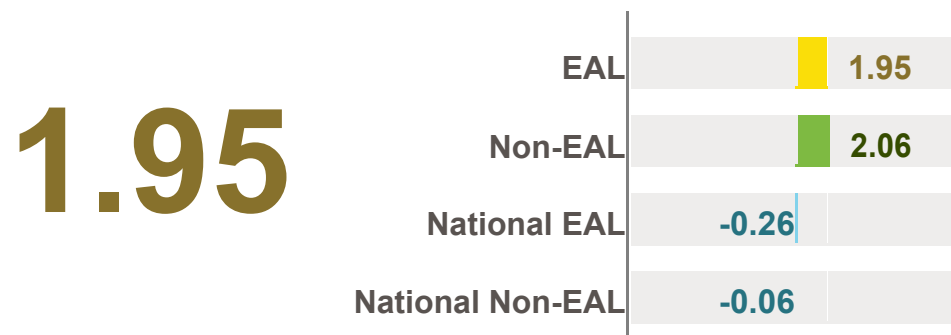 1.95
EAL 1.95
Non-EAL 2.06
National EAL -0.26
National Non-EAL -0.06